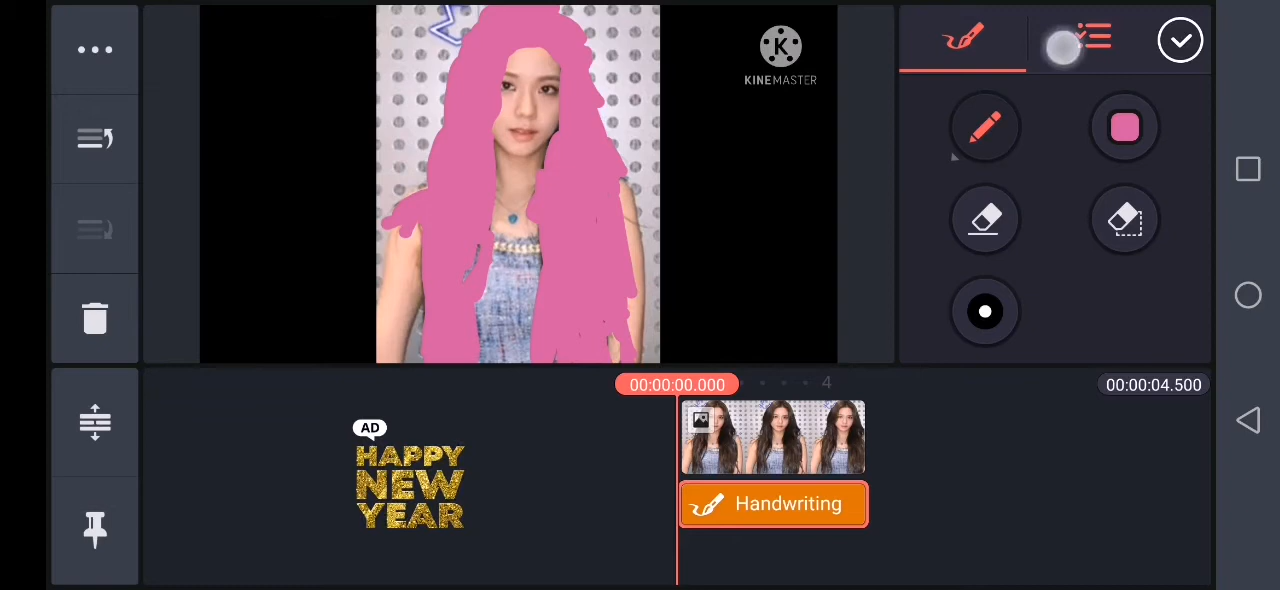 K
KINEMASTER
00:00:00.000
4
00:00:04.500
AD
HAPPY
NEW
YEAR
Handwriting